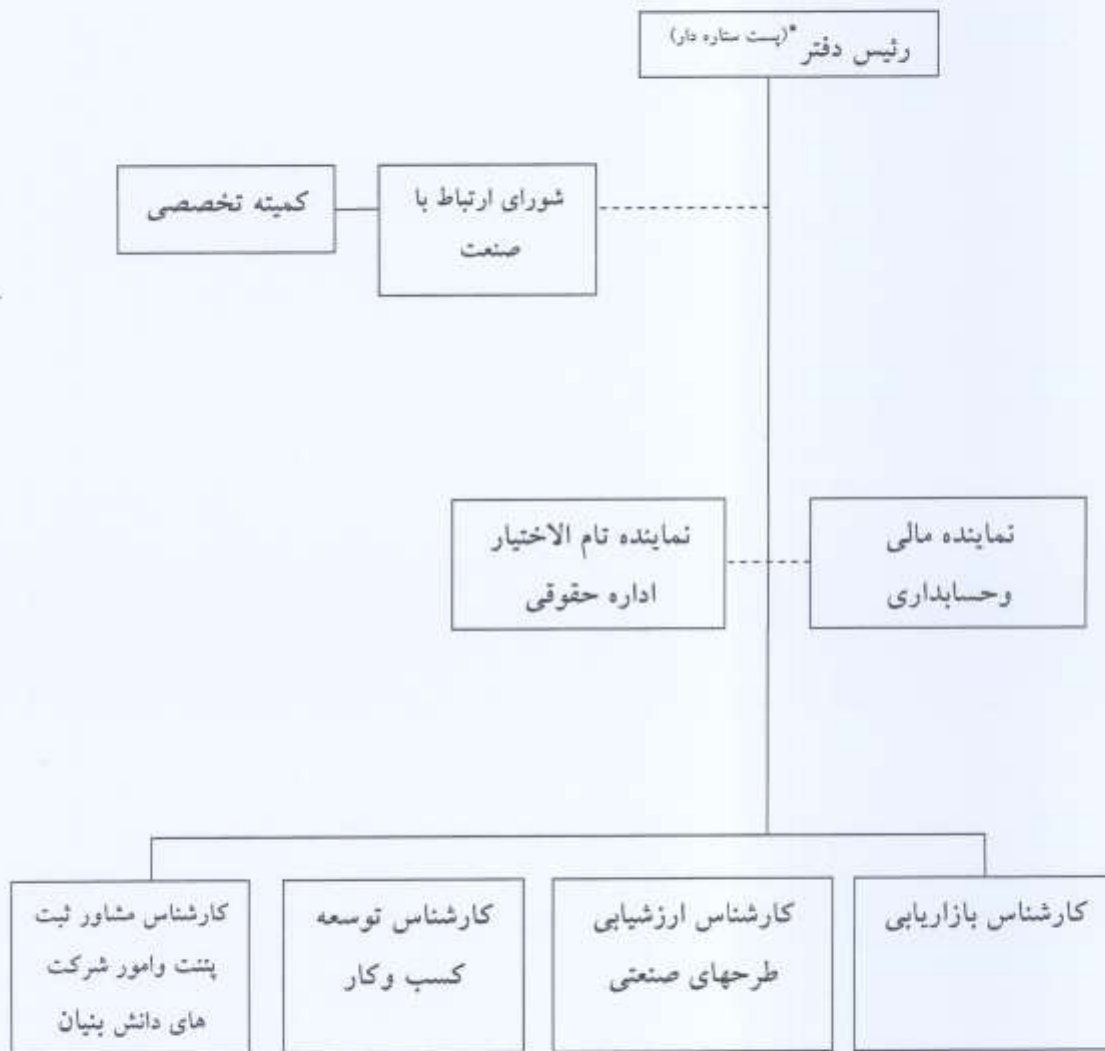 رئیس دفتر *(پست ستاره دار)
شورای ارتباط با
صنعت
کمیته تخصصی
نماینده مالی
وحسابداری
نماینده تام الاختیار
اداره حقوقی
کارشناس بازاریابی
کارشناس ارزشیابی
طرحهای صنعتی
کارشناس توسعه
کسب وکار
کارشناس مشاور ثبت
پتنت وامور شرکت
های دانش بنیان